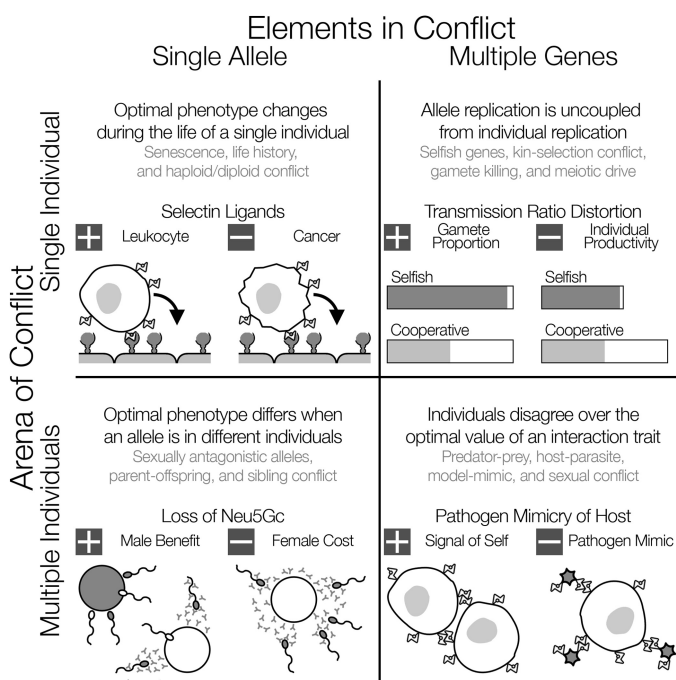 Elements in Conflict
Single Allele
Multiple Genes
Arena of Conflict
Single Individual
Optimal phenotype changes
during the life of a single individual
Senescence, life history,
and haploid/diploid conflict
Selectin Ligands
+ Leukocyte
− Cancer
Allele replication is uncoupled
from individual replication
Selfish genes, kin-selection conflict,
gamete killing, and meiotic drive
Transmission Ratio Distortion
+ Gamete
Proportion
− Individual
Productivity
Selfish
Selfish
Cooperative
Cooperative
Multiple Individuals
Optimal phenotype differs when
an allele is in different individuals
Sexually antagonistic alleles,
parent-offspring, and sibling conflict
Loss of Neu5Gc
+ Male Benefit
− Female Cost
Individuals disagree over the
optimal value of an interaction trait
Predator-prey, host-parasite,
model-mimic, and sexual conflict
Pathogen Mimicry of Host
+ Signal of Self
− Pathogen Mimic